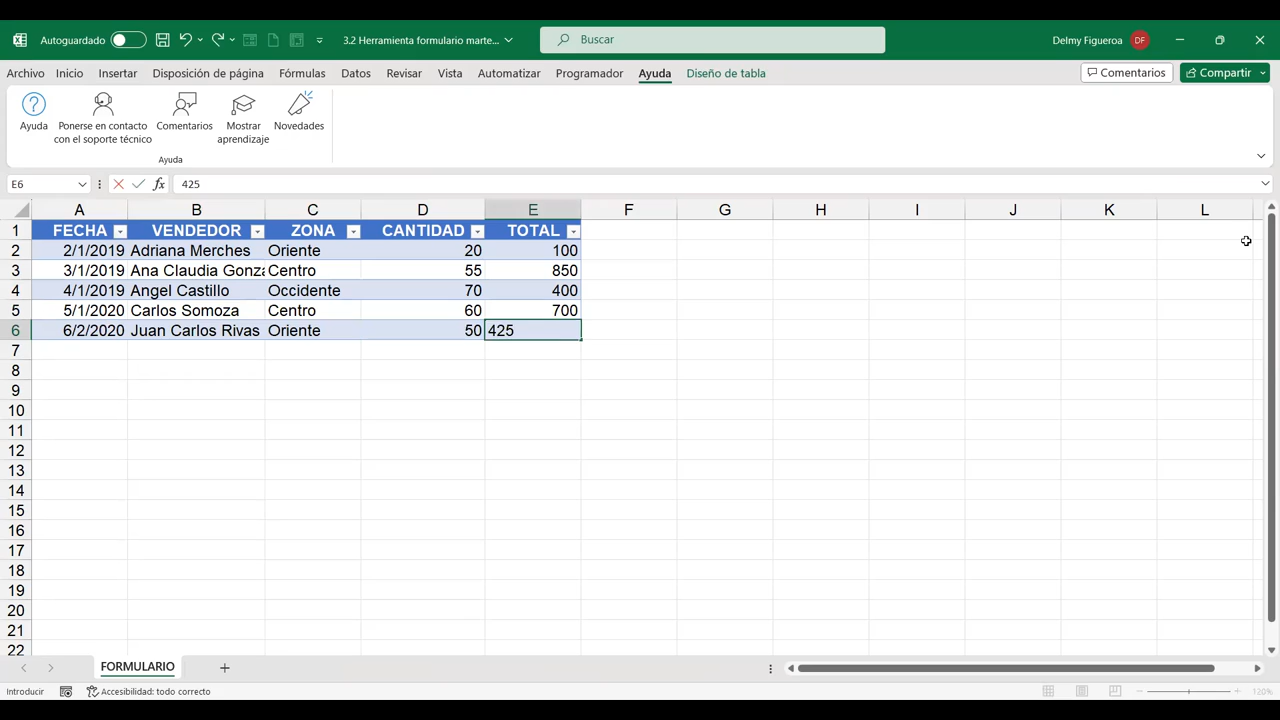 Autoguardado 3.2 Herramienta formulario marte... Buscar Delmy Figueroa DF
Archivo Inicio Insertar Disposición de página Fórmulas Datos Revisar Vista Automatizar Programador Ayuda Diseño de tabla Comentarios Compartir
Ayuda Ponerse en contacto con el soporte técnico Comentarios Mostrar aprendizaje Novedades
Ayuda
E6 fx 425
A B C D E F G H I J K L
1 FECHA VENDEDOR ZONA CANTIDAD TOTAL
2 2/1/2019 Adriana Merches Oriente 20 100
3 3/1/2019 Ana Claudia Gonza Centro 55 850
4 4/1/2019 Angel Castillo Occidente 70 400
5 5/1/2020 Carlos Somoza Centro 60 700
6 6/2/2020 Juan Carlos Rivas Oriente 50 425
7
8
9
10
11
12
13
14
15
16
17
18
19
20
21
22
FORMULARIO
Introducir Accesibilidad: todo correcto 120%